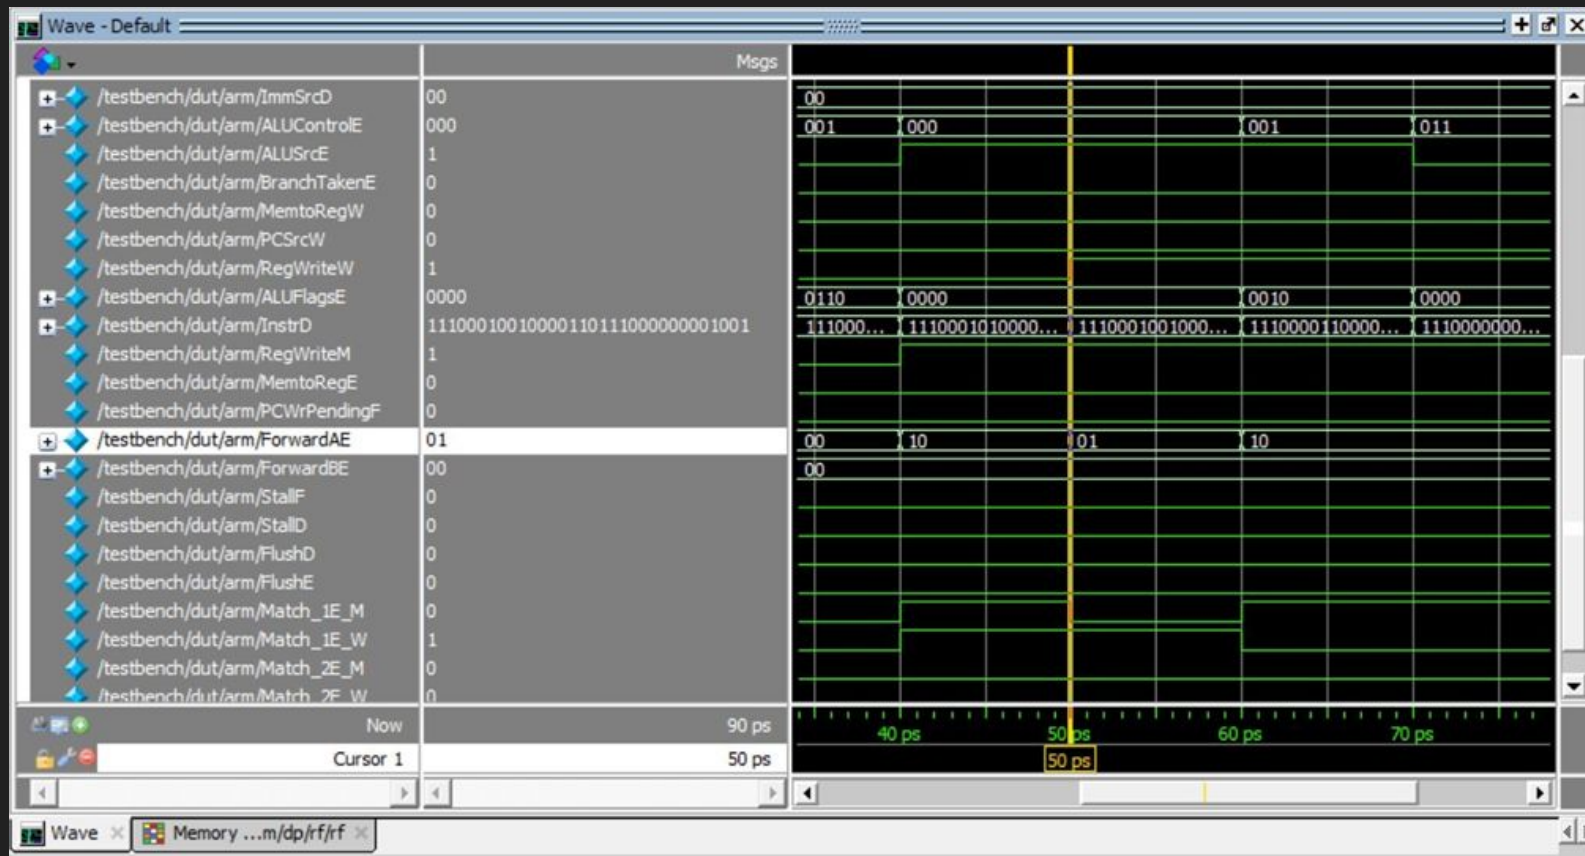 Wave - Default
Msgs
/testbench/dut/arm/ImmSrcD 00 00
/testbench/dut/arm/ALUControlE 000 001 000 001 011
/testbench/dut/arm/ALUSrcE 1
/testbench/dut/arm/BranchTakenE 0
/testbench/dut/arm/MemtoRegW 0
/testbench/dut/arm/PCSrcW 0
/testbench/dut/arm/RegWriteW 1
/testbench/dut/arm/ALUFlagsE 0000 0110 0000 0010 0000
/testbench/dut/arm/InstrD 11100010010000110111000000001001 111000... 1110001010000... 1110001001000... 1110000110000... 1110000000...
/testbench/dut/arm/RegWriteM 1
/testbench/dut/arm/MemtoRegE 0
/testbench/dut/arm/PCWrPendingF 0
/testbench/dut/arm/ForwardAE 01 00 10 01 10
/testbench/dut/arm/ForwardBE 00 00
/testbench/dut/arm/StallF 0
/testbench/dut/arm/StallD 0
/testbench/dut/arm/FlushD 0
/testbench/dut/arm/FlushE 0
/testbench/dut/arm/Match_1E_M 0
/testbench/dut/arm/Match_1E_W 1
/testbench/dut/arm/Match_2E_M 0
/testbench/dut/arm/Match_2E_W 0
Now 90 ps 40 ps 50 ps 60 ps 70 ps
Cursor 1 50 ps 50 ps
Wave Memory ...m/dp/rf/rf